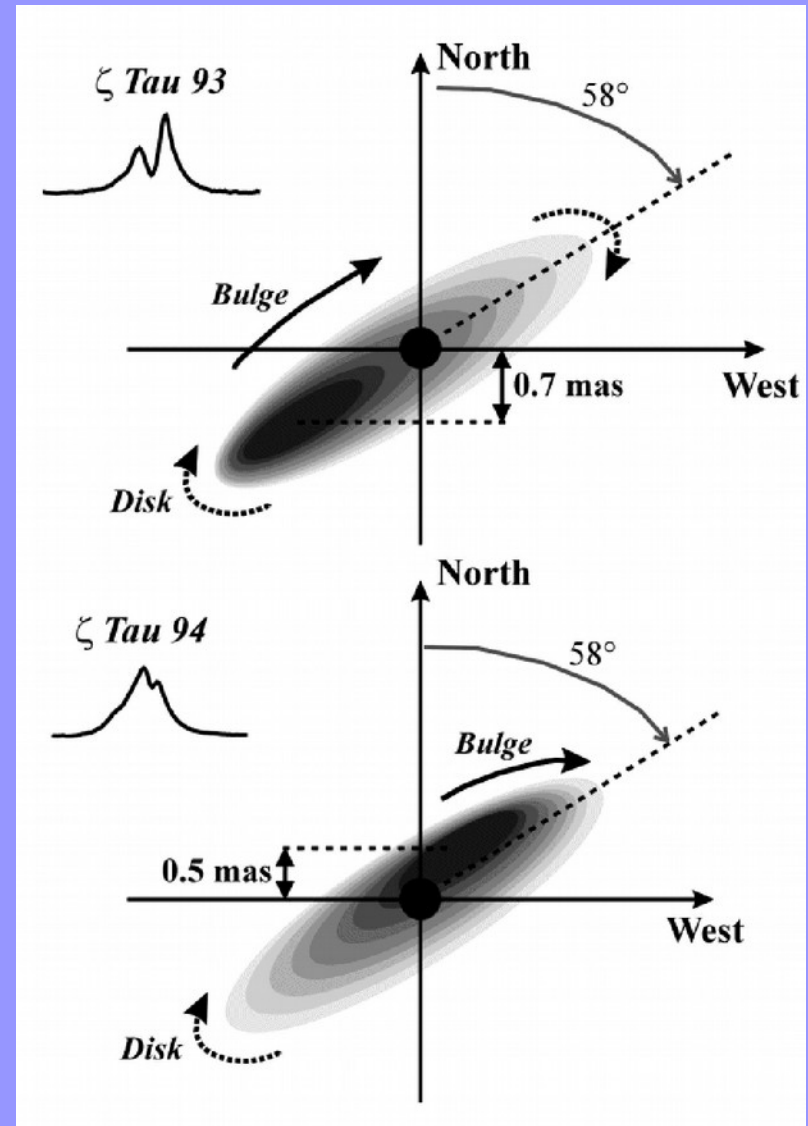 North
ζ Tau 93
58°
Bulge
0.7 mas
West
Disk
North
ζ Tau 94
58°
Bulge
0.5 mas
West
Disk